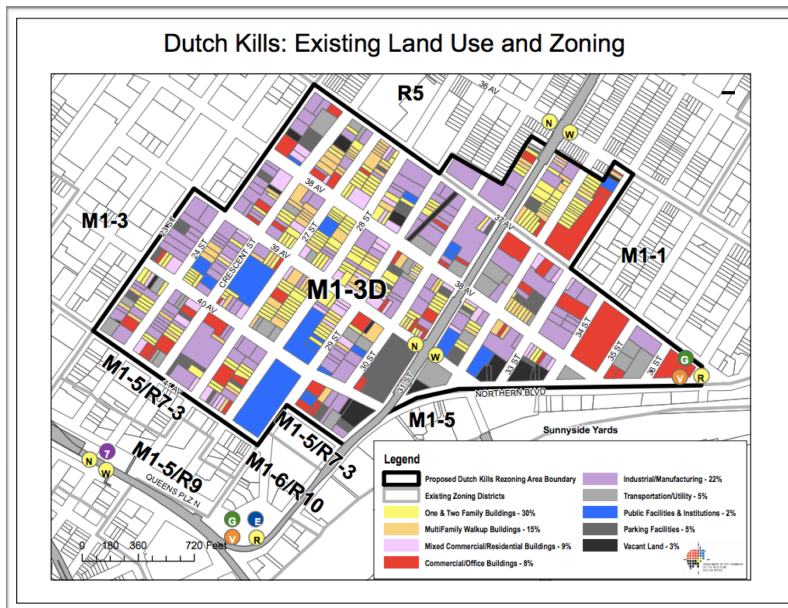 Dutch Kills: Existing Land Use and Zoning
R5
36 AV
N
W
M1-3
38 AV
37 AV
M1-1
23 ST
24 ST
CRESCENT ST
27 ST
28 ST
39 AV
M1-3D
38 AV
40 AV
29 ST
30 ST
31 ST
N
W
33 ST
34 ST
35 ST
36 ST
G
V
R
41 AV
NORTHERN BLVD
M1-5/R7-3
M1-5/R7-3
M1-5
Sunnyside Yards
M1-5/R9
M1-6/R10
7
N
W
QUEENS PLZ N
G
E
V
R
0 180 360 720 Feet
Legend
Proposed Dutch Kills Rezoning Area Boundary
Existing Zoning Districts
One & Two Family Buildings - 30%
MultiFamily Walkup Buildings - 15%
Mixed Commercial/Residential Buildings - 9%
Commercial/Office Buildings - 8%
Industrial/Manufacturing - 22%
Transportation/Utility - 5%
Public Facilities & Institutions - 2%
Parking Facilities - 5%
Vacant Land - 3%